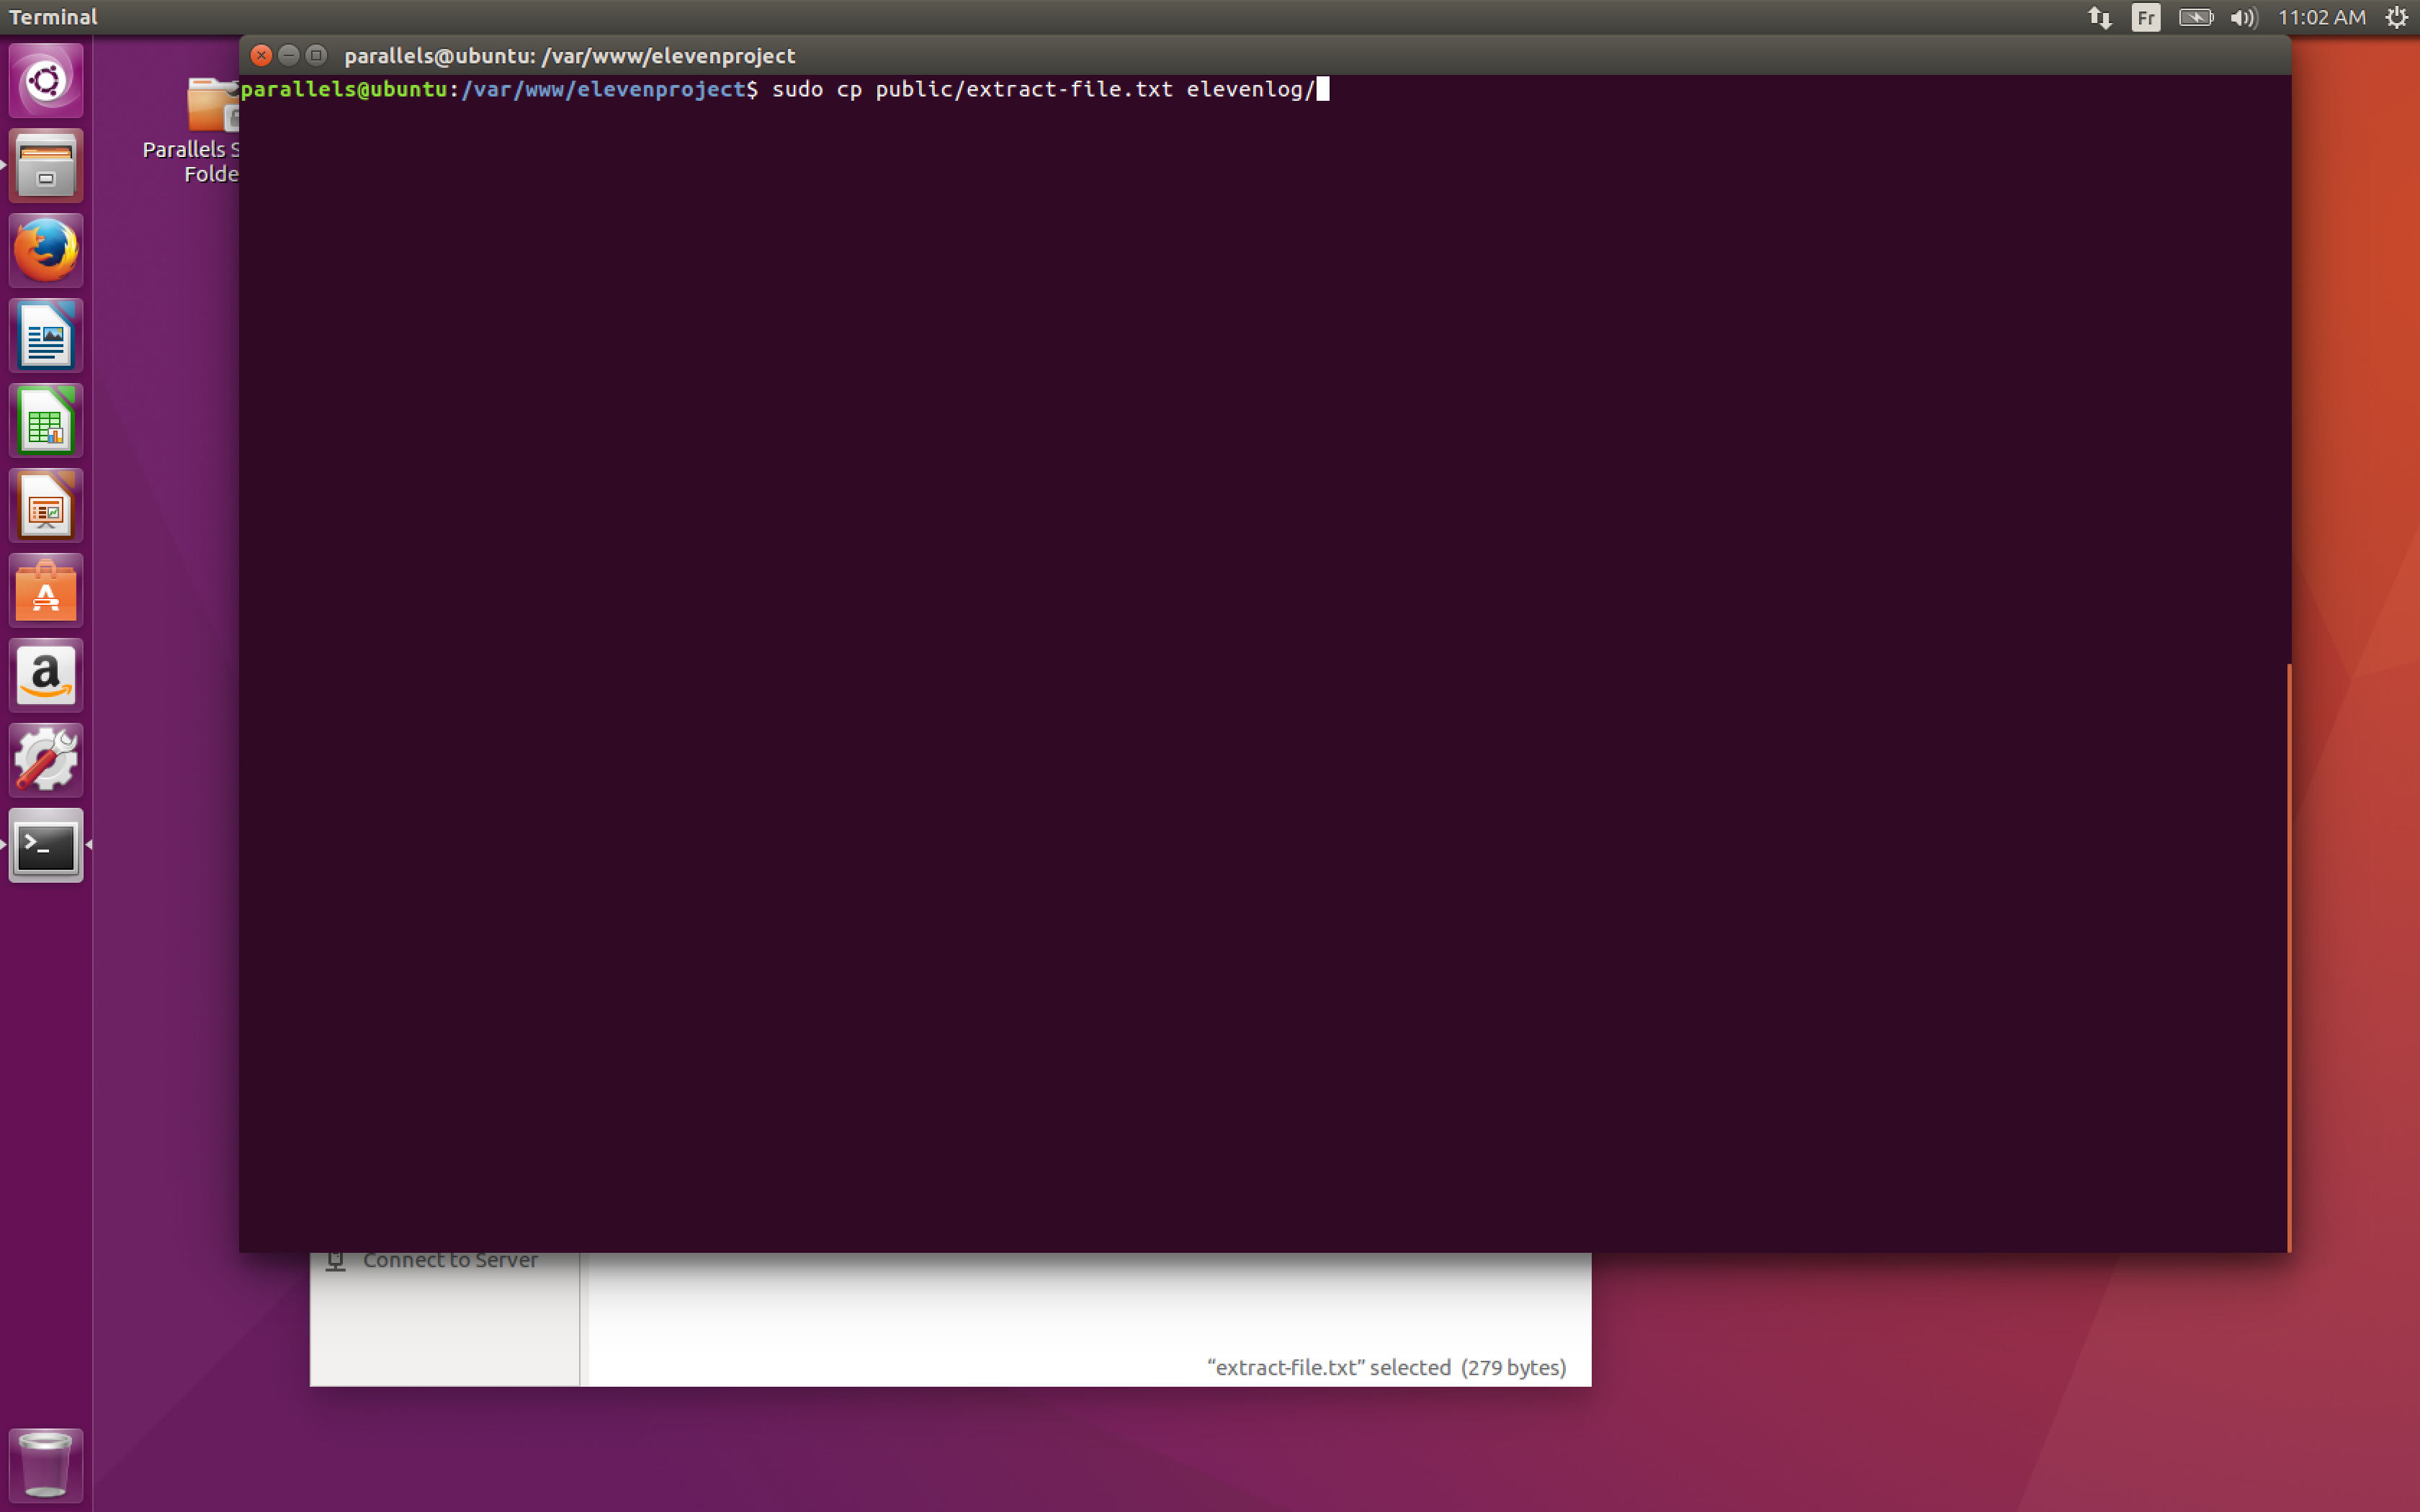 Terminal
Fr
11:02 AM
parallels@ubuntu: /var/www/elevenproject
parallels@ubuntu:/var/www/elevenproject$ sudo cp public/extract-file.txt elevenlog/
Parallels S
Folde
Connect to Server
“extract-file.txt” selected (279 bytes)